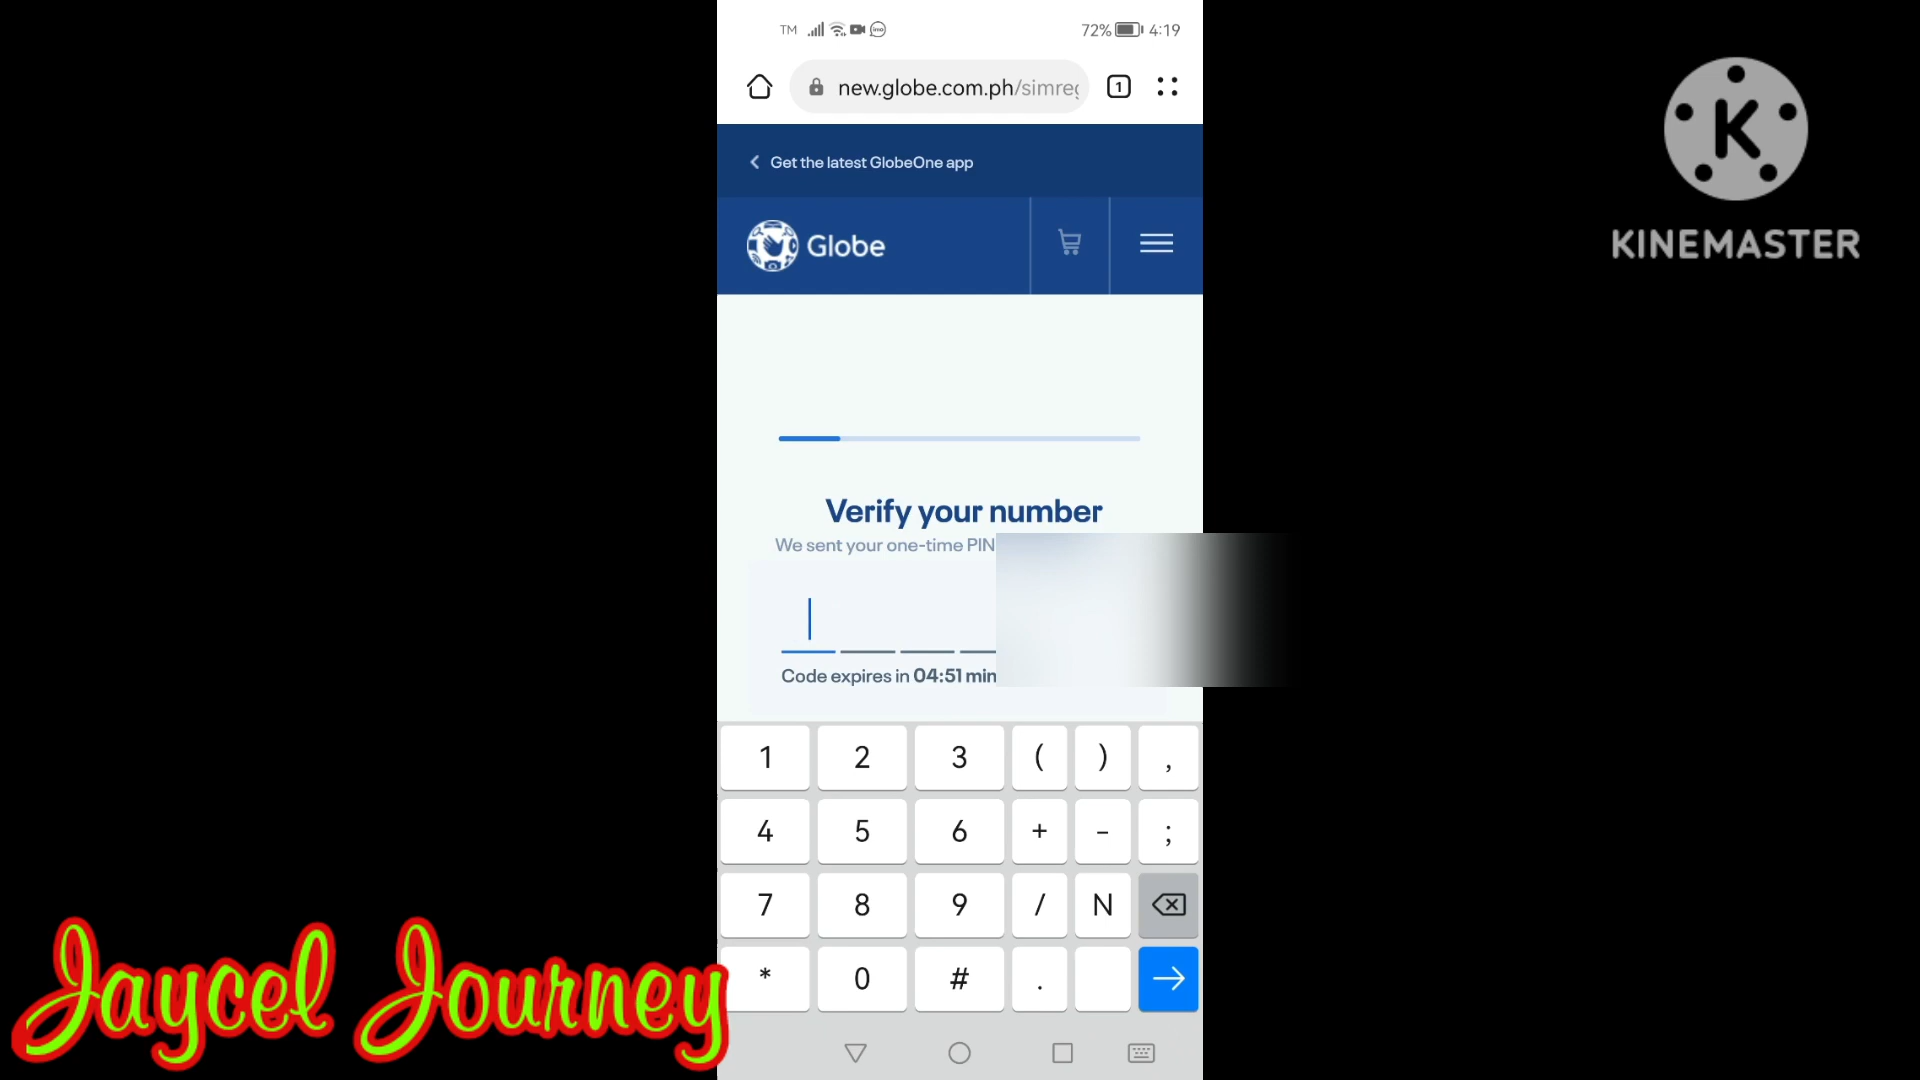 TM
imo
72%
4:19
new.globe.com.ph/simreg
1
Get the latest GlobeOne app
Globe
K
KINEMASTER
Verify your number
We sent your one-time PIN
Code expires in 04:51 min
1 2 3 ( ) ,
4 5 6 + - ;
7 8 9 / N
* 0 # .
Jaycel Journey